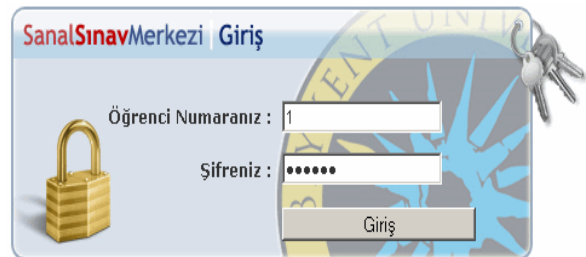 SanalSınavMerkezi | Giriş
Öğrenci Numaranız : 1
Şifreniz : ••••••
Giriş